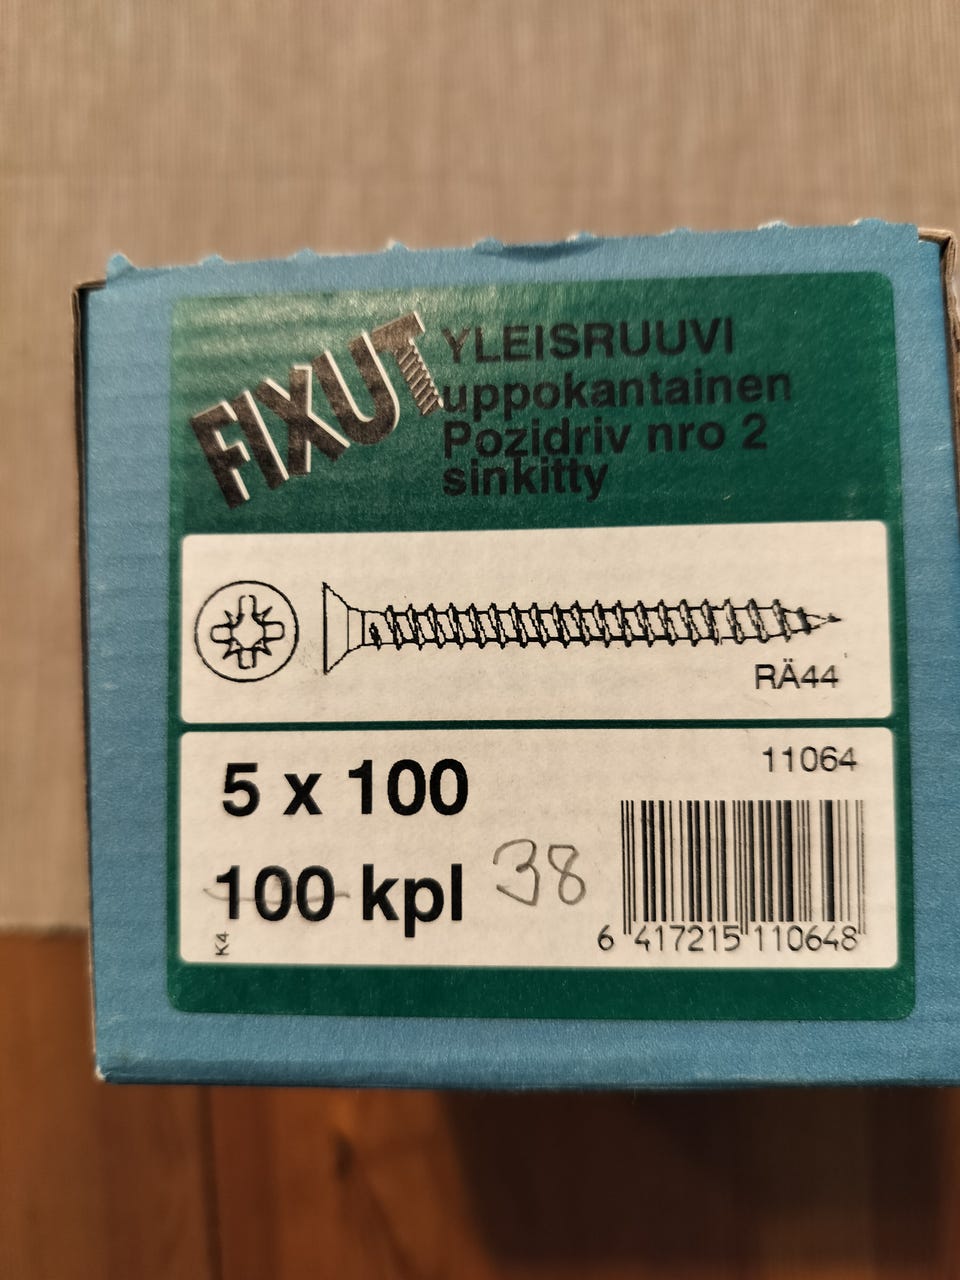 FIXUT
YLEISRUUVI
uppokantainen
Pozidriv nro 2
sinkitty
RÄ44
5 x 100
11064
100 kpl 38
K4
6 417215 110648